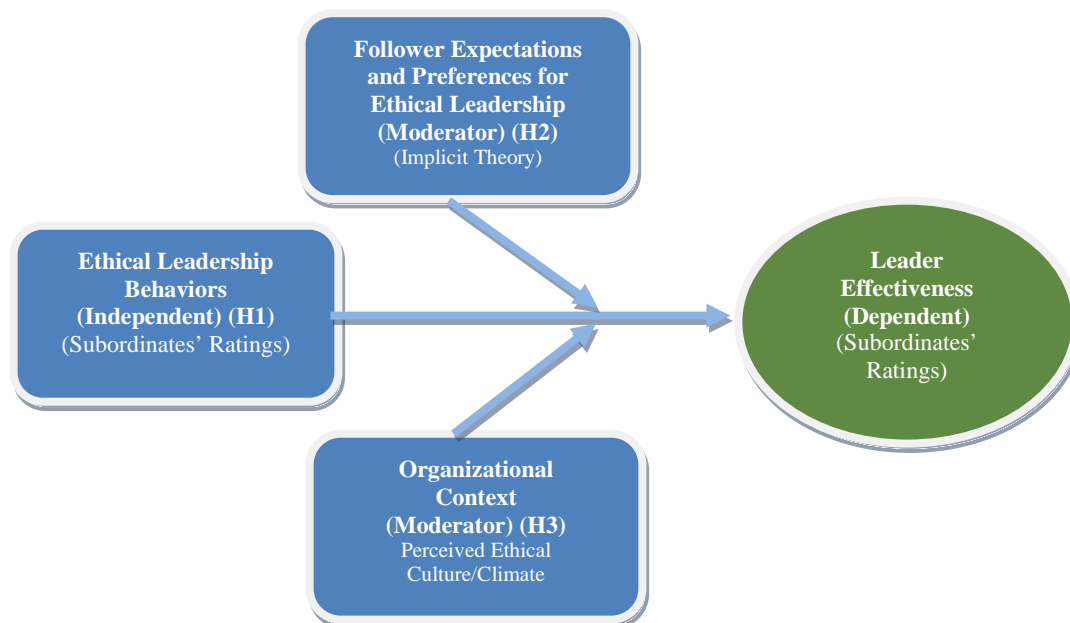 Follower Expectations
and Preferences for
Ethical Leadership
(Moderator) (H2)
(Implicit Theory)
Ethical Leadership
Behaviors
(Independent) (H1)
(Subordinates’ Ratings)
Leader
Effectiveness
(Dependent)
(Subordinates’
Ratings)
Organizational
Context
(Moderator) (H3)
Perceived Ethical
Culture/Climate